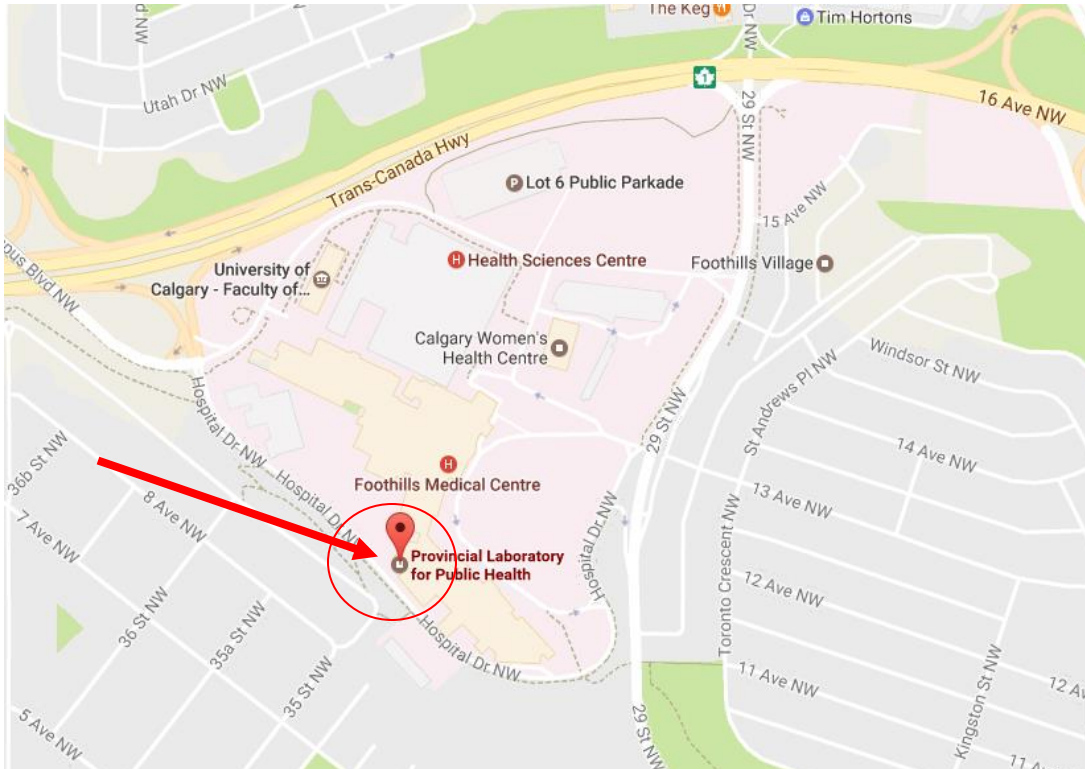 The Keg
Tim Hortons
Dr NW
Utah Dr NW
1
29 St NW
16 Ave NW
Trans-Canada Hwy
Lot 6 Public Parkade
15 Ave NW
Health Sciences Centre
Foothills Village
University of
Calgary - Faculty of...
Calgary Women's
Health Centre
Windsor St NW
St Andrews Pl NW
Hospital Dr NW
29 St NW
14 Ave NW
36b St NW
Foothills Medical Centre
Hospital Dr NW
13 Ave NW
8 Ave NW
7 Ave NW
Provincial Laboratory
for Public Health
Hospital Dr NW
Toronto Crescent NW
12 Ave NW
36 St NW
35a St NW
Hospital Dr NW
35 St NW
11 Ave NW
Kingston St NW
5 Ave NW
29 St NW